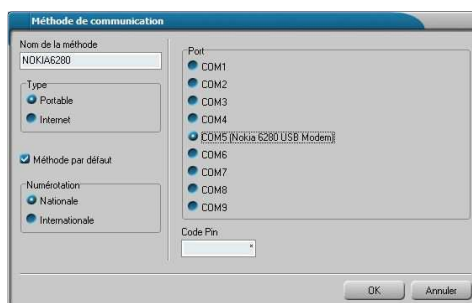 Méthode de communication
Nom de la méthode
NOKIA6280
Type
Portable
Internet
Méthode par défaut
Numérotation
Nationale
Internationale
Port
COM1
COM2
COM3
COM4
COM5 (Nokia 6280 USB Modem)
COM6
COM7
COM8
COM9
Code Pin
*
OK
Annuler